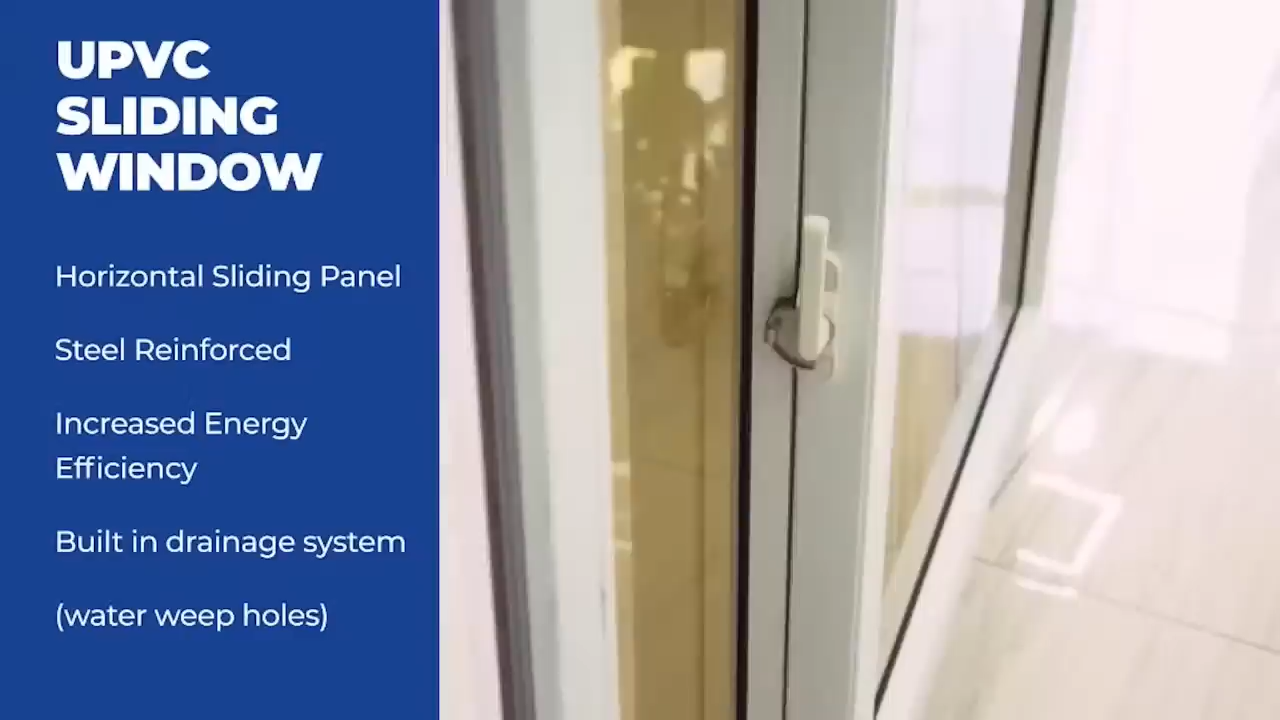 UPVC
SLIDING
WINDOW
Horizontal Sliding Panel
Steel Reinforced
Increased Energy
Efficiency
Built in drainage system
(water weep holes)